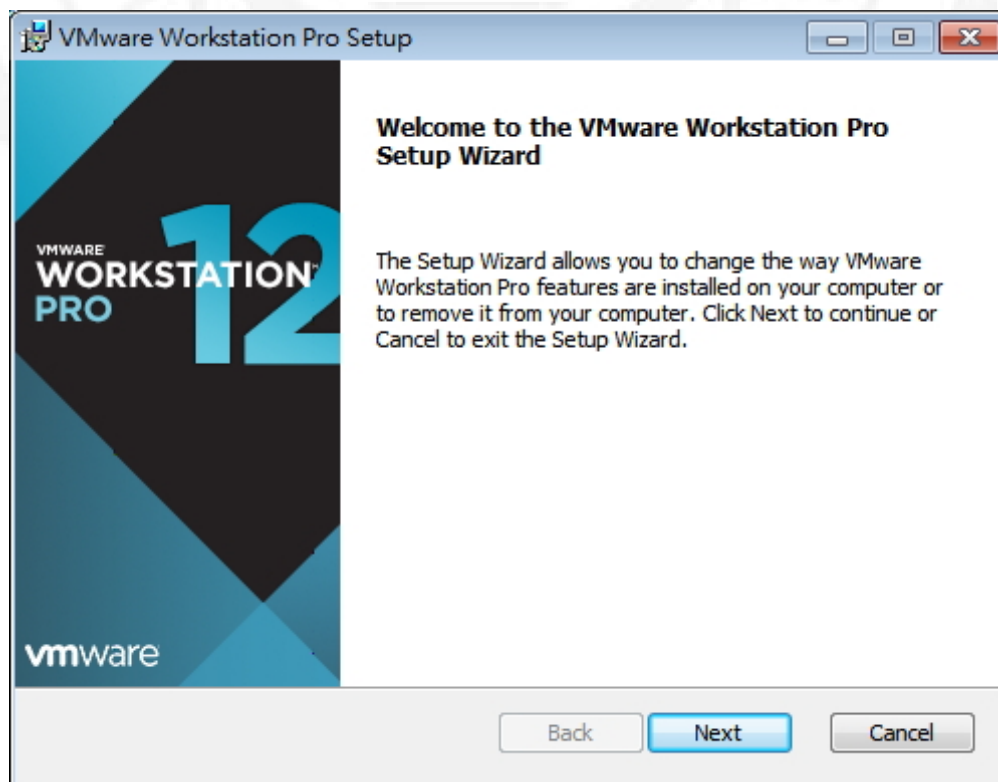 VMware Workstation Pro Setup
VMWARE
WORKSTATION™
PRO
12
vmware
Welcome to the VMware Workstation Pro
Setup Wizard
The Setup Wizard allows you to change the way VMware
Workstation Pro features are installed on your computer or
to remove it from your computer. Click Next to continue or
Cancel to exit the Setup Wizard.
Back
Next
Cancel